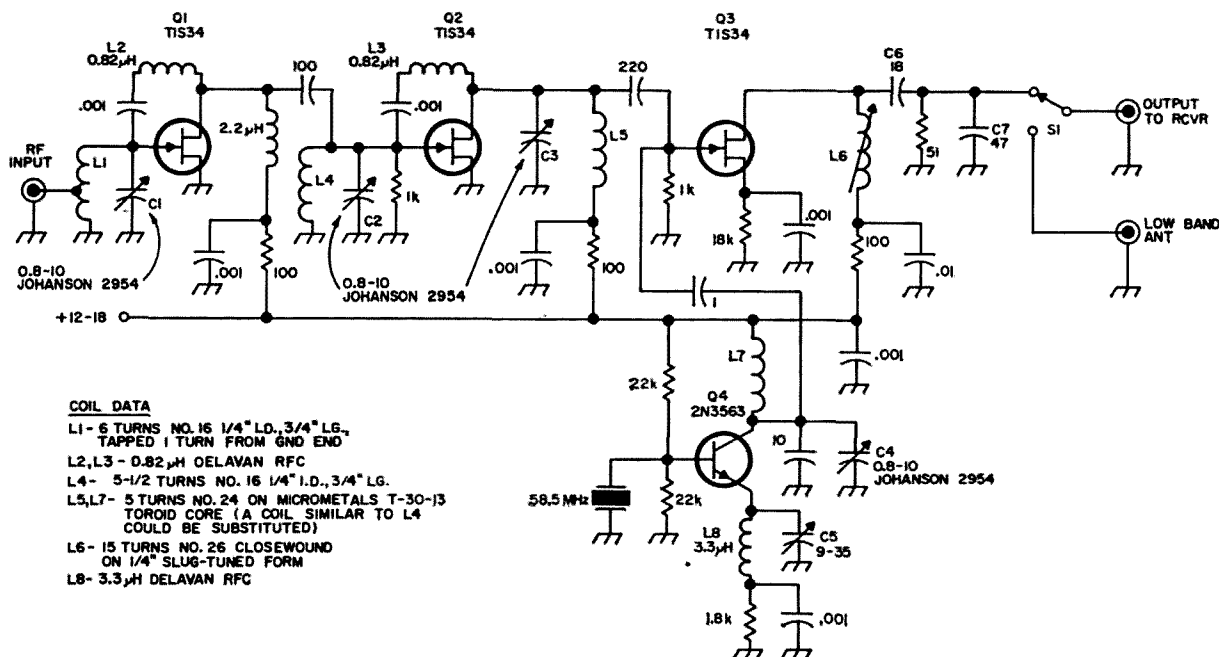 Q1
TIS34
Q2
TIS34
Q3
TIS34
L2
0.82µH
L3
0.82µH
C6
18
100
220
.001
.001
2.2µH
L5
L6
51
C7
47
S1
OUTPUT
TO RCVR
RF
INPUT
L1
C1
L4
C2
1k
C3
1k
18k
.001
100
.01
LOW BAND
ANT
.001
100
.001
100
0.8-10
JOHANSON 2954
0.8-10
JOHANSON 2954
1
+12-18
.001
L7
22k
Q4
2N3563
10
C4
0.8-10
JOHANSON 2954
58.5 MHz
22k
L8
3.3µH
C5
9-35
1.8k
.001
COIL DATA
L1- 6 TURNS NO. 16 1/4" I.D., 3/4" LG.,
TAPPED 1 TURN FROM GND END
L2, L3 - 0.82µH DELAVAN RFC
L4- 5-1/2 TURNS NO. 16 1/4" I.D., 3/4" LG.
L5, L7- 5 TURNS NO. 24 ON MICROMETALS T-30-13
TOROID CORE (A COIL SIMILAR TO L4
COULD BE SUBSTITUTED)
L6- 15 TURNS NO. 26 CLOSEWOUND
ON 1/4" SLUG-TUNED FORM
L8- 3.3µH DELAVAN RFC